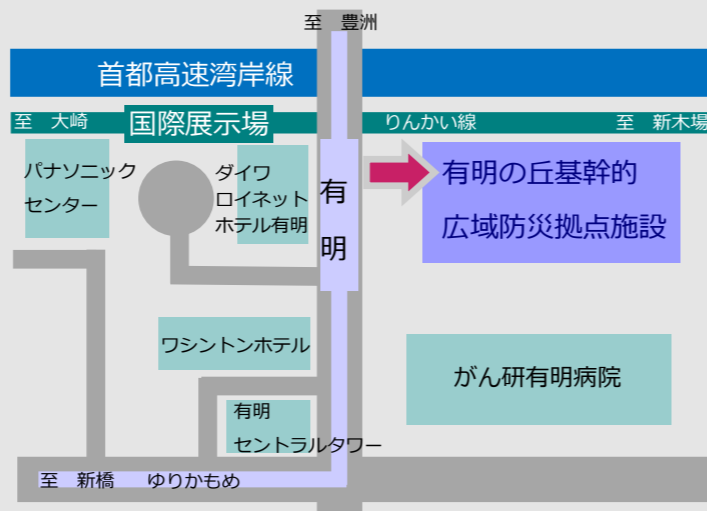 至　豊洲
首都高速湾岸線
至　大崎
国際展示場
りんかい線
至　新木場
パナソニック
センター
ダイワ
ロイネット
ホテル有明
有
明
有明の丘基幹的
広域防災拠点施設
ワシントンホテル
がん研有明病院
有明
セントラルタワー
至　新橋
ゆりかもめ